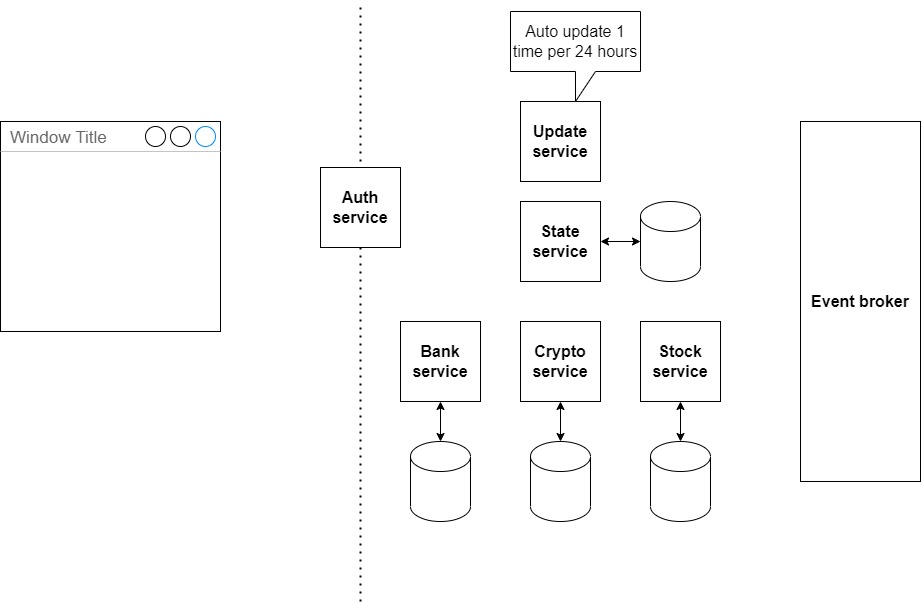 Auto update 1
time per 24 hours
Window Title
Update
service
Auth
service
State
service
Event broker
Bank
service
Crypto
service
Stock
service